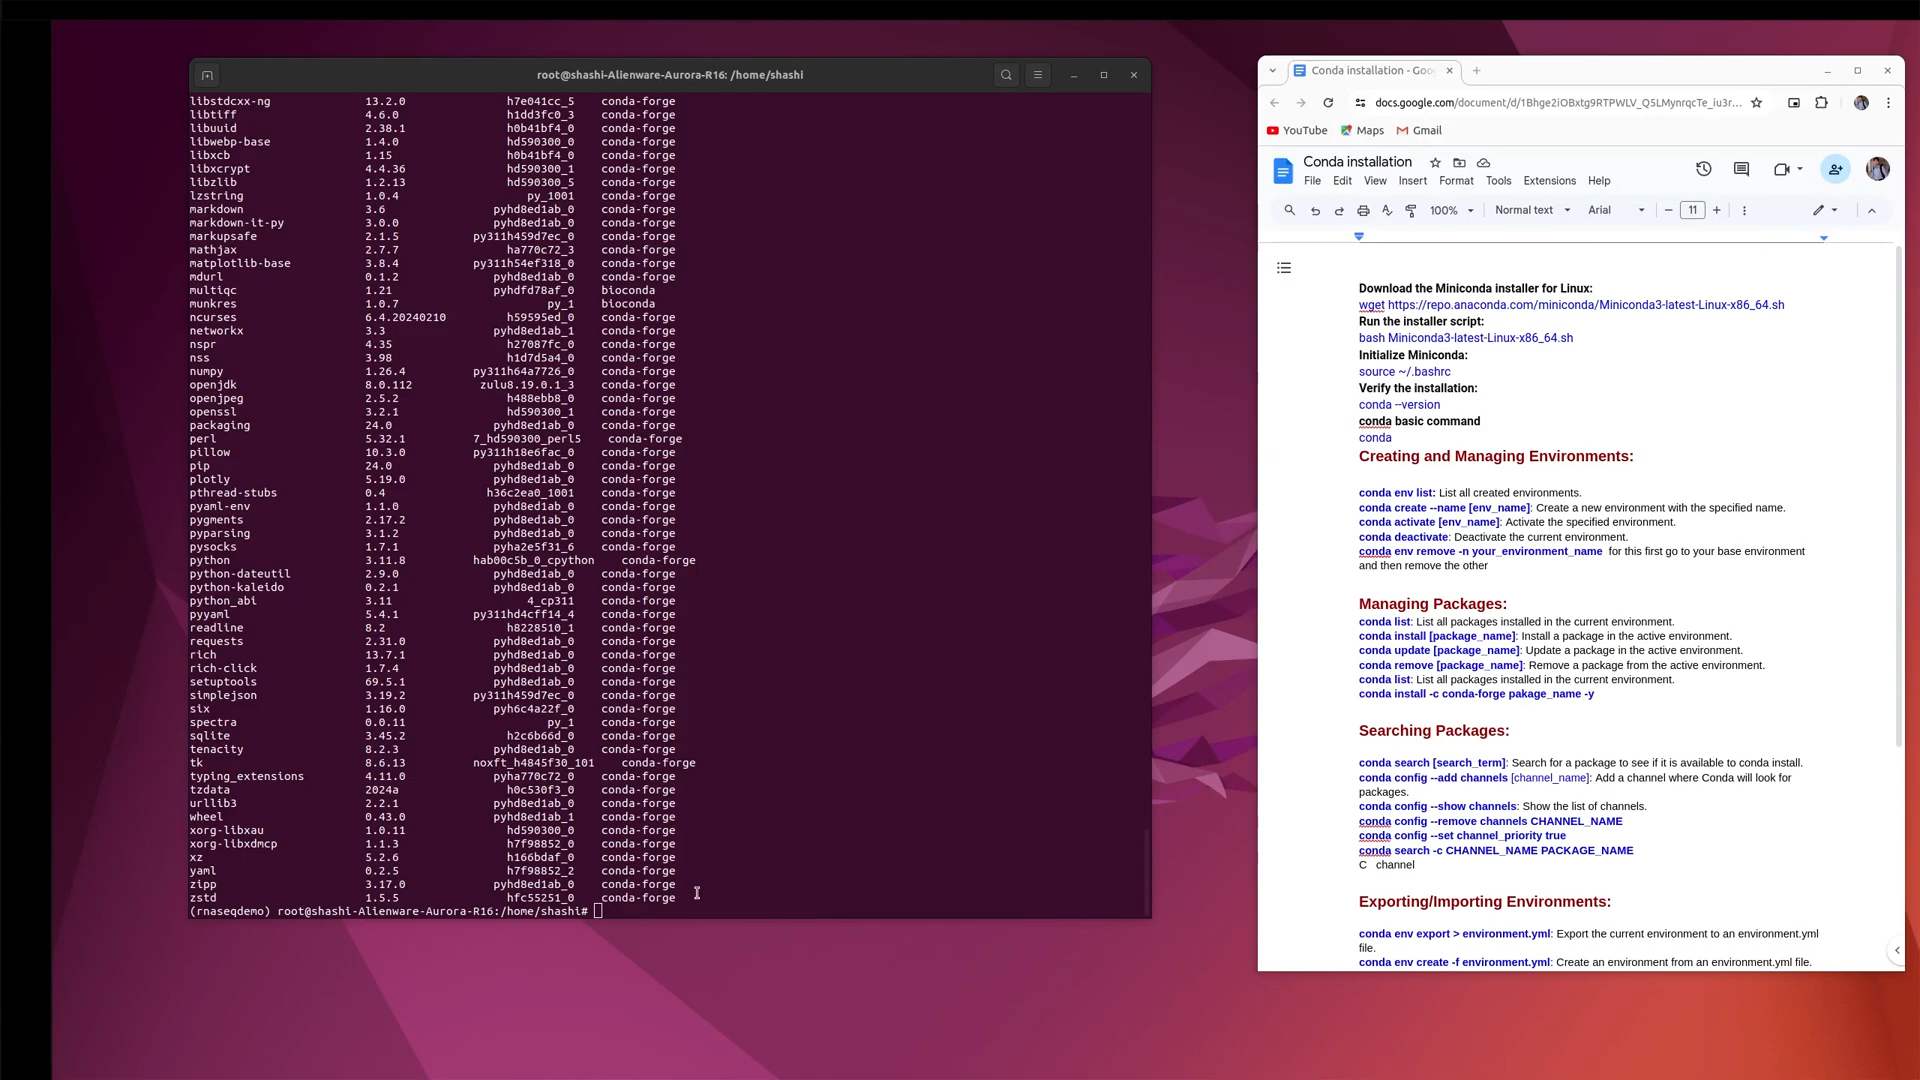 root@shashi-Alienware-Aurora-R16: /home/shashi
libstdcxx-ng 13.2.0 h7e041cc_5 conda-forge
libtiff 4.6.0 h1dd3fc0_3 conda-forge
libuuid 2.38.1 h0b41bf4_0 conda-forge
libwebp-base 1.4.0 hd590300_0 conda-forge
libxcb 1.15 h0b41bf4_0 conda-forge
libxcrypt 4.4.36 hd590300_1 conda-forge
libzlib 1.2.13 hd590300_5 conda-forge
lzstring 1.0.4 py_1001 conda-forge
markdown 3.6 pyhd8ed1ab_0 conda-forge
markdown-it-py 3.0.0 pyhd8ed1ab_0 conda-forge
markupsafe 2.1.5 py311h459d7ec_0 conda-forge
mathjax 2.7.7 ha770c72_3 conda-forge
matplotlib-base 3.8.4 py311h54ef318_0 conda-forge
mdurl 0.1.2 pyhd8ed1ab_0 conda-forge
multiqc 1.21 pyhdfd78af_0 bioconda
munkres 1.0.7 py_1 bioconda
ncurses 6.4.20240210 h59595ed_0 conda-forge
networkx 3.3 pyhd8ed1ab_1 conda-forge
nspr 4.35 h27087fc_0 conda-forge
nss 3.98 h1d7d5a4_0 conda-forge
numpy 1.26.4 py311h64a7726_0 conda-forge
openjdk 8.0.112 zulu8.19.0.1_3 conda-forge
openjpeg 2.5.2 h488ebb8_0 conda-forge
openssl 3.2.1 hd590300_1 conda-forge
packaging 24.0 pyhd8ed1ab_0 conda-forge
perl 5.32.1 7_hd590300_perl5 conda-forge
pillow 10.3.0 py311h18e6fac_0 conda-forge
pip 24.0 pyhd8ed1ab_0 conda-forge
plotly 5.19.0 pyhd8ed1ab_0 conda-forge
pthread-stubs 0.4 h36c2ea0_1001 conda-forge
pyaml-env 1.1.0 pyhd8ed1ab_0 conda-forge
pygments 2.17.2 pyhd8ed1ab_0 conda-forge
pyparsing 3.1.2 pyhd8ed1ab_0 conda-forge
pysocks 1.7.1 pyha2e5f31_6 conda-forge
python 3.11.8 hab00c5b_0_cpython conda-forge
python-dateutil 2.9.0 pyhd8ed1ab_0 conda-forge
python-kaleido 0.2.1 pyhd8ed1ab_0 conda-forge
python_abi 3.11 4_cp311 conda-forge
pyyaml 5.4.1 py311hd4cff14_4 conda-forge
readline 8.2 h8228510_1 conda-forge
requests 2.31.0 pyhd8ed1ab_0 conda-forge
rich 13.7.1 pyhd8ed1ab_0 conda-forge
rich-click 1.7.4 pyhd8ed1ab_0 conda-forge
setuptools 69.5.1 pyhd8ed1ab_0 conda-forge
simplejson 3.19.2 py311h459d7ec_0 conda-forge
six 1.16.0 pyh6c4a22f_0 conda-forge
spectra 0.0.11 py_1 conda-forge
sqlite 3.45.2 h2c6b66d_0 conda-forge
tenacity 8.2.3 pyhd8ed1ab_0 conda-forge
tk 8.6.13 noxft_h4845f30_101 conda-forge
typing_extensions 4.11.0 pyha770c72_0 conda-forge
tzdata 2024a h0c530f3_0 conda-forge
urllib3 2.2.1 pyhd8ed1ab_0 conda-forge
wheel 0.43.0 pyhd8ed1ab_1 conda-forge
xorg-libxau 1.0.11 hd590300_0 conda-forge
xorg-libxdmcp 1.1.3 h7f98852_0 conda-forge
xz 5.2.6 h166bdaf_0 conda-forge
yaml 0.2.5 h7f98852_2 conda-forge
zipp 3.17.0 pyhd8ed1ab_0 conda-forge
zstd 1.5.5 hfc55251_0 conda-forge
(rnaseqdemo) root@shashi-Alienware-Aurora-R16:/home/shashi#
Conda installation - Goo
docs.google.com/document/d/1Bhge2iOBxtg9RTPWLV_Q5LMynrqcTe_iu3r...
YouTube Maps Gmail
Conda installation
File Edit View Insert Format Tools Extensions Help
100% Normal text Arial 11
Download the Miniconda installer for Linux:
wget https://repo.anaconda.com/miniconda/Miniconda3-latest-Linux-x86_64.sh
Run the installer script:
bash Miniconda3-latest-Linux-x86_64.sh
Initialize Miniconda:
source ~/.bashrc
Verify the installation:
conda --version
conda basic command
conda
Creating and Managing Environments:
conda env list: List all created environments.
conda create --name [env_name]: Create a new environment with the specified name.
conda activate [env_name]: Activate the specified environment.
conda deactivate: Deactivate the current environment.
conda env remove -n your_environment_name for this first go to your base environment
and then remove the other
Managing Packages:
conda list: List all packages installed in the current environment.
conda install [package_name]: Install a package in the active environment.
conda update [package_name]: Update a package in the active environment.
conda remove [package_name]: Remove a package from the active environment.
conda list: List all packages installed in the current environment.
conda install -c conda-forge pakage_name -y
Searching Packages:
conda search [search_term]: Search for a package to see if it is available to conda install.
conda config --add channels [channel_name]: Add a channel where Conda will look for
packages.
conda config --show channels: Show the list of channels.
conda config --remove channels CHANNEL_NAME
conda config --set channel_priority true
conda search -c CHANNEL_NAME PACKAGE_NAME
C channel
Exporting/Importing Environments:
conda env export > environment.yml: Export the current environment to an environment.yml
file.
conda env create -f environment.yml: Create an environment from an environment.yml file.